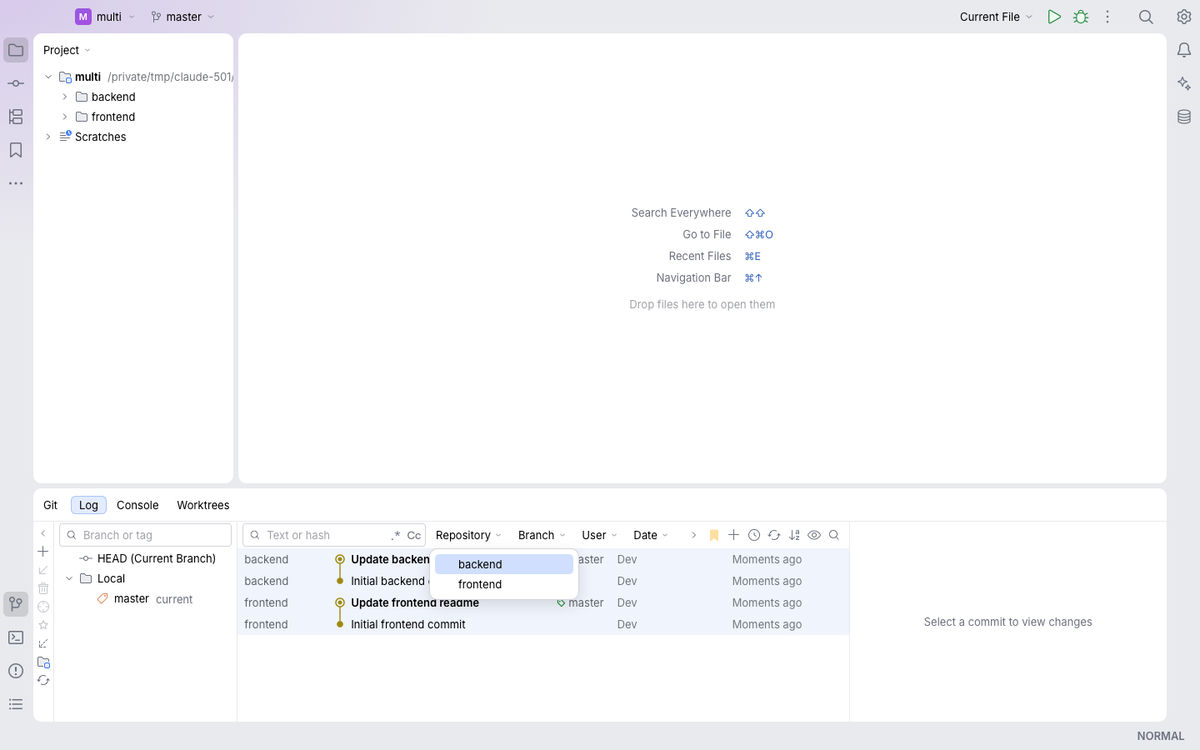 M multi master Current File
Project
multi /private/tmp/claude-501/
backend
frontend
Scratches
Search Everywhere ⇧⇧
Go to File ⇧⌘O
Recent Files ⌘E
Navigation Bar ⌘↑
Drop files here to open them
Git Log Console Worktrees
Branch or tag
HEAD (Current Branch)
Local
master current
Text or hash .* Cc Repository Branch User Date
backend Update backen master Dev Moments ago
backend Initial backend Dev Moments ago
frontend Update frontend readme master Dev Moments ago
frontend Initial frontend commit Dev Moments ago
backend
frontend
Select a commit to view changes
NORMAL